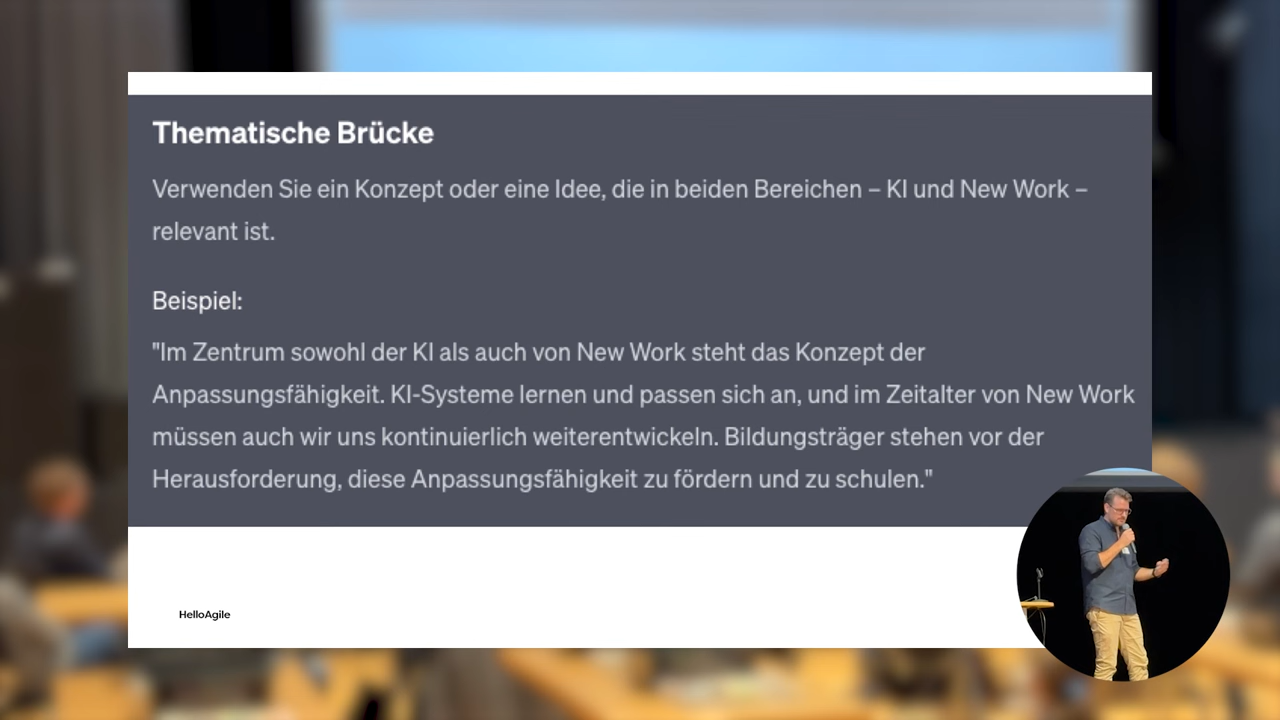 Thematische Brücke
Verwenden Sie ein Konzept oder eine Idee, die in beiden Bereichen – KI und New Work –
relevant ist.
Beispiel:
"Im Zentrum sowohl der KI als auch von New Work steht das Konzept der
Anpassungsfähigkeit. KI-Systeme lernen und passen sich an, und im Zeitalter von New Work
müssen auch wir uns kontinuierlich weiterentwickeln. Bildungsträger stehen vor der
Herausforderung, diese Anpassungsfähigkeit zu fördern und zu schulen."
HelloAgile